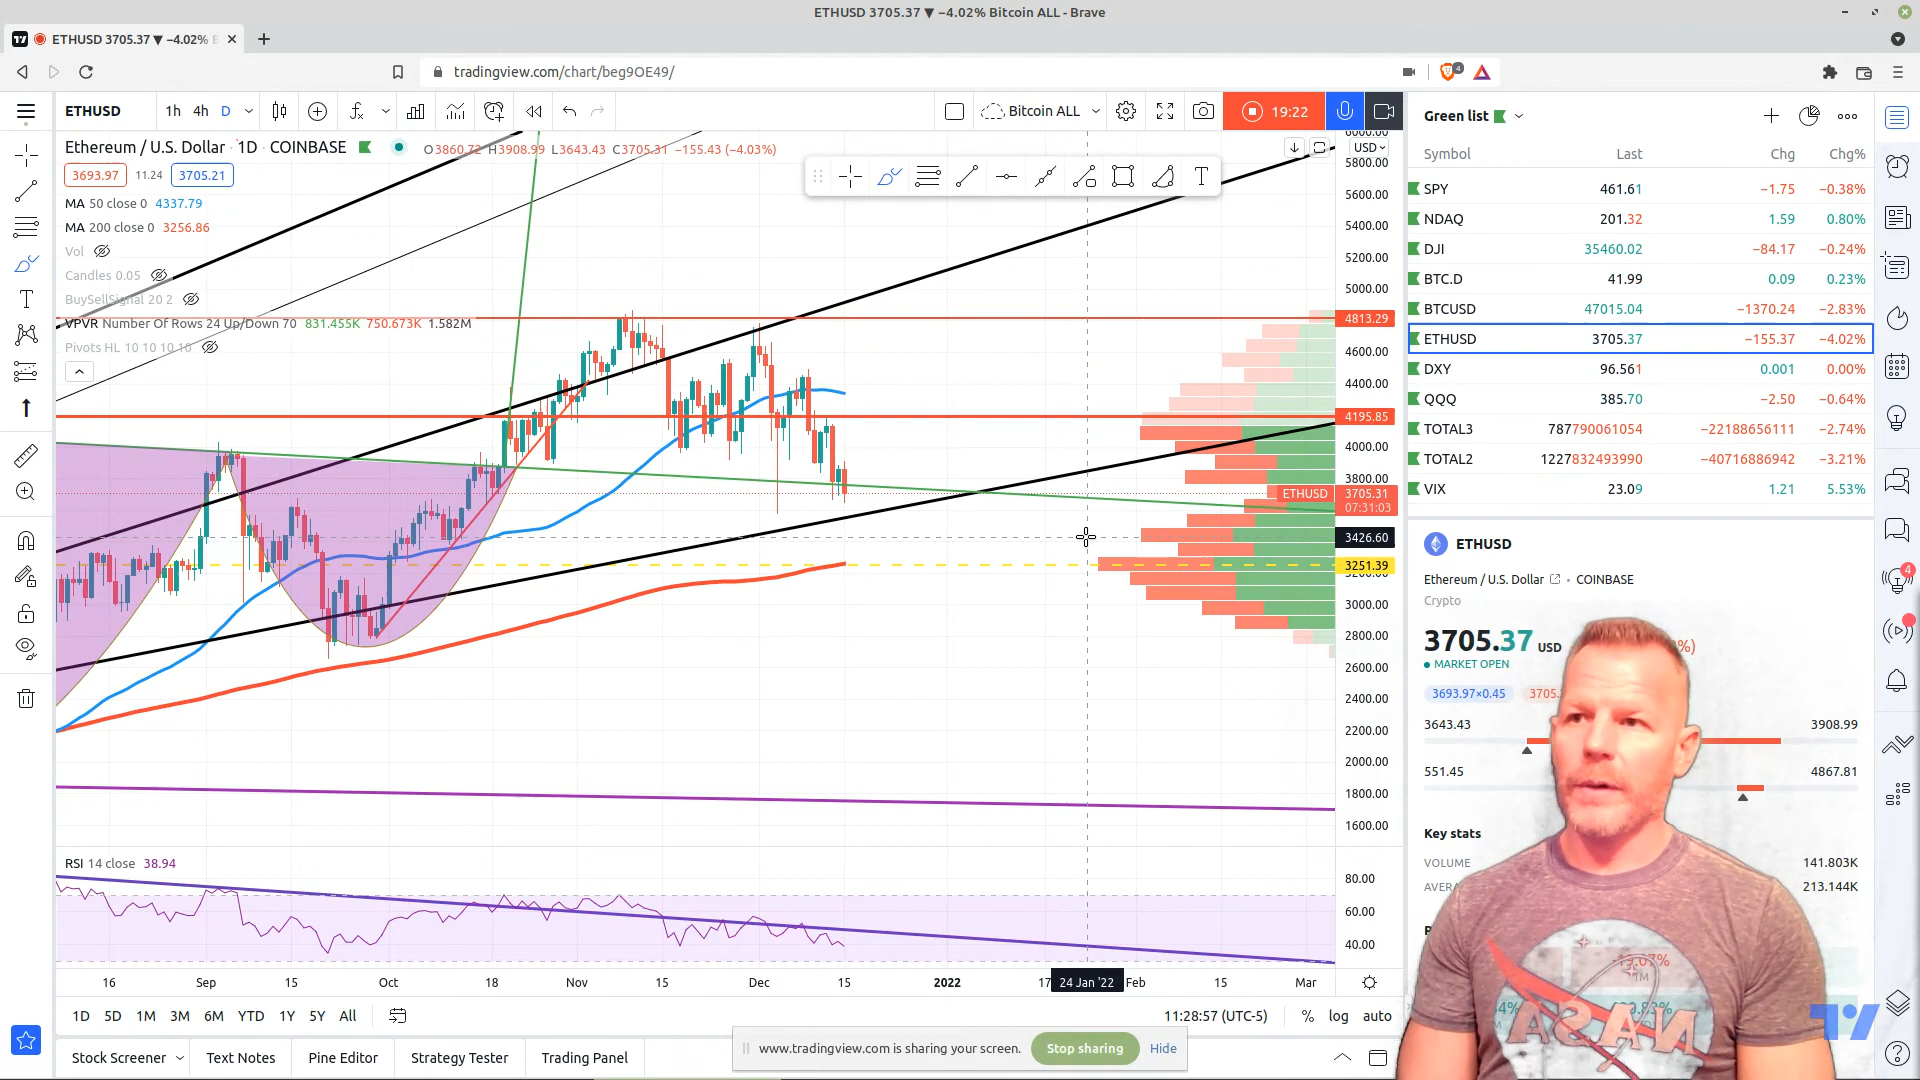 ETHUSD 3705.37 ▼ −4.02% Bitcoin ALL - Brave
ETHUSD 3705.37 ▼ −4.02%
tradingview.com/chart/beg9OE49/
4
ETHUSD 1h 4h D Bitcoin ALL 19:22
Ethereum / U.S. Dollar · 1D · COINBASE O3860.72 H3908.99 L3643.43 C3705.31 −155.43 (−4.03%)
3693.97 11.24 3705.21
MA 50 close 0 4337.79
MA 200 close 0 3256.86
Vol
Candles 0.05
BuySellSignal 20 2
VPVR Number Of Rows 24 Up/Down 70 831.455K 750.673K 1.582M
Pivots HL 10 10 10 10
T
USD
6000.00
5800.00
5600.00
5400.00
5200.00
5000.00
4813.29
4600.00
4400.00
4195.85
4000.00
3800.00
ETHUSD 3705.31
07:31:03
3426.60
3251.39
3200.00
3000.00
2800.00
2600.00
2400.00
2200.00
2000.00
1800.00
1600.00
RSI 14 close 38.94
80.00
60.00
40.00
16 Sep 15 Oct 18 Nov 15 Dec 15 2022 17 24 Jan '22 Feb 15 Mar
1D 5D 1M 3M 6M YTD 1Y 5Y All 11:28:57 (UTC-5) % log auto
Stock Screener Text Notes Pine Editor Strategy Tester Trading Panel
www.tradingview.com is sharing your screen. Stop sharing Hide
Green list
Symbol Last Chg Chg%
SPY 461.61 −1.75 −0.38%
NDAQ 201.32 1.59 0.80%
DJI 35460.02 −84.17 −0.24%
BTC.D 41.99 0.09 0.23%
BTCUSD 47015.04 −1370.24 −2.83%
ETHUSD 3705.37 −155.37 −4.02%
DXY 96.561 0.001 0.00%
QQQ 385.70 −2.50 −0.64%
TOTAL3 787790061054 −22188656111 −2.74%
TOTAL2 1227832493990 −40716886942 −3.21%
VIX 23.09 1.21 5.53%
ETHUSD
Ethereum / U.S. Dollar • COINBASE
Crypto
3705.37 USD
MARKET OPEN
3693.97×0.45 3705.
3643.43 3908.99
551.45 4867.81
Key stats
VOLUME 141.803K
213.144K
1M
NASA
4